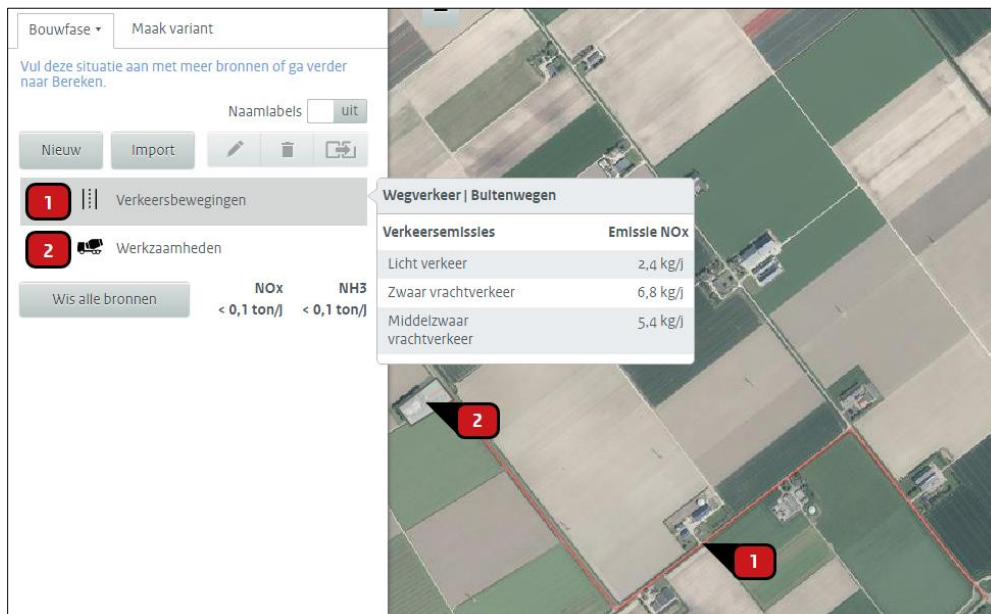 Bouwfase ▾ Maak variant
Vul deze situatie aan met meer bronnen of ga verder
naar Bereken.
Naamlabels uit
Nieuw Import
1 Verkeersbewegingen
2 Werkzaamheden
Wis alle bronnen
NOx NH3
< 0,1 ton/j < 0,1 ton/j
Wegverkeer | Buitenwegen
Verkeersemissies Emissie NOx
Licht verkeer 2,4 kg/j
Zwaar vrachtverkeer 6,8 kg/j
Middelzwaar 5,4 kg/j
vrachtverkeer
2
1